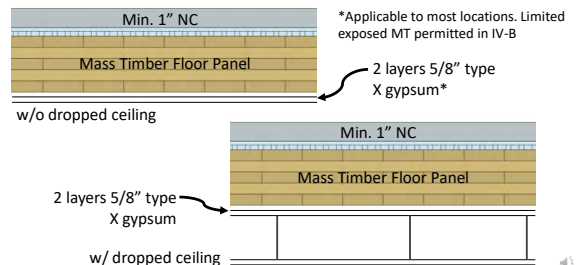 Min. 1” NC
*Applicable to most locations. Limited
exposed MT permitted in IV-B
Mass Timber Floor Panel
2 layers 5/8” type
X gypsum*
w/o dropped ceiling
Min. 1” NC
Mass Timber Floor Panel
2 layers 5/8” type
X gypsum
w/ dropped ceiling